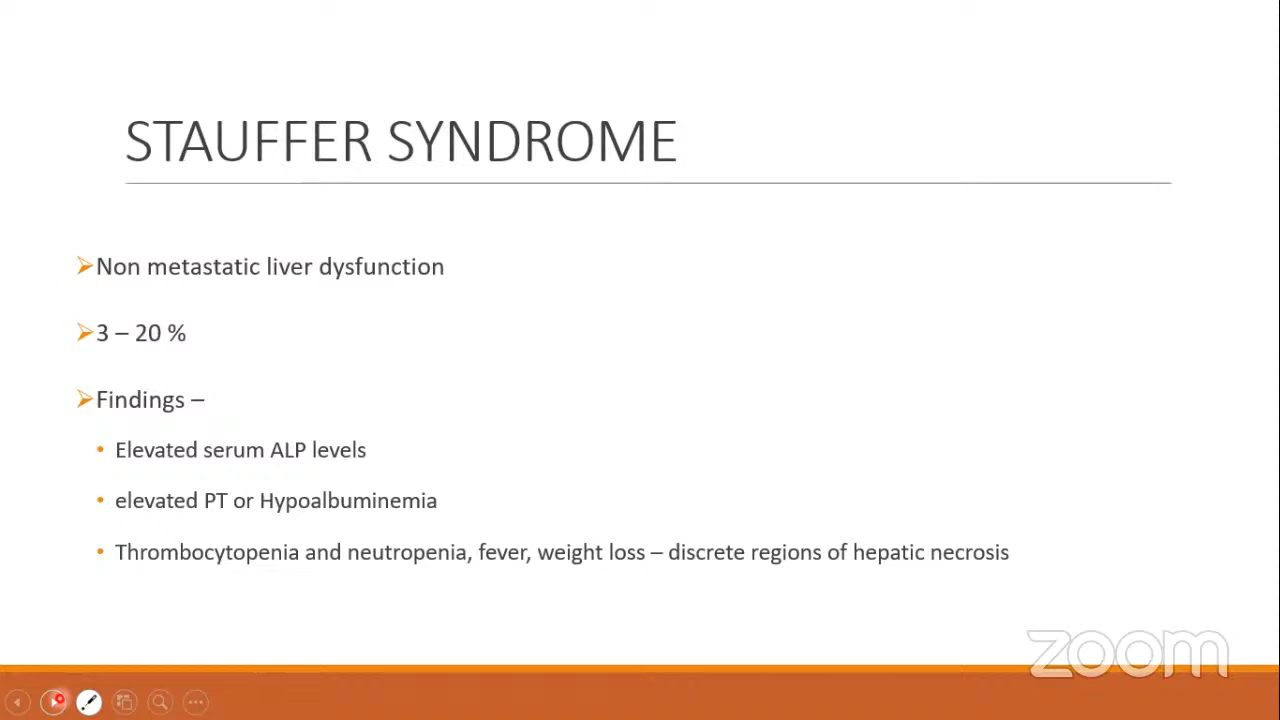 STAUFFER SYNDROME
Non metastatic liver dysfunction
3 – 20 %
Findings –
Elevated serum ALP levels
elevated PT or Hypoalbuminemia
Thrombocytopenia and neutropenia, fever, weight loss – discrete regions of hepatic necrosis
zoom